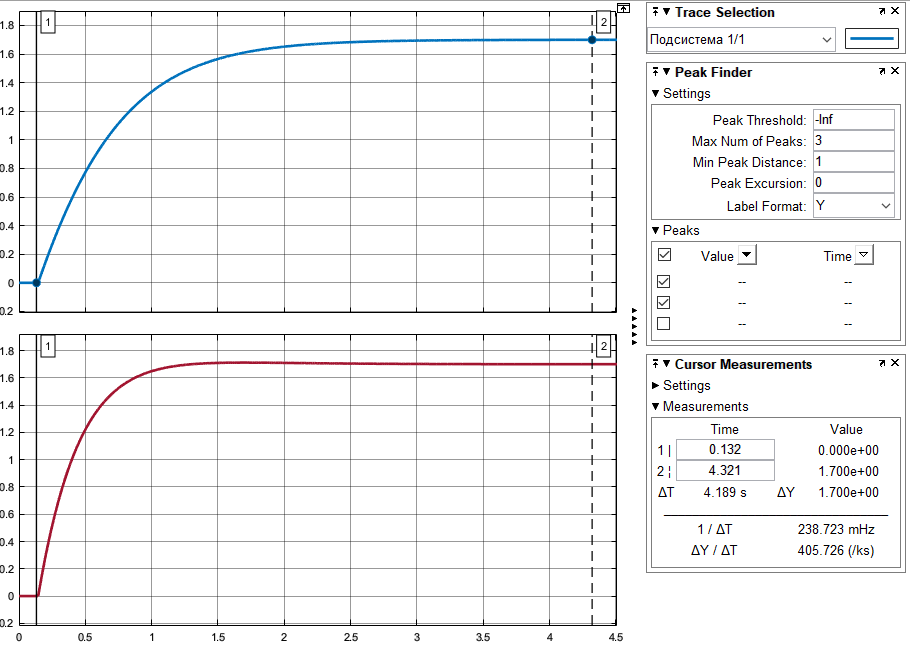 1
2
1.8
1.6
1.4
1.2
1
0.8
0.6
0.4
0.2
0
0.2
1
2
1.8
1.6
1.4
1.2
1
0.8
0.6
0.4
0.2
0
0.2
0 0.5 1 1.5 2 2.5 3 3.5 4 4.5
Trace Selection
Подсистема 1/1
Peak Finder
Settings
Peak Threshold: -Inf
Max Num of Peaks: 3
Min Peak Distance: 1
Peak Excursion: 0
Label Format: Y
Peaks
Value Time
-- --
-- --
-- --
Cursor Measurements
Settings
Measurements
Time Value
1 | 0.132 0.000e+00
2 ¦ 4.321 1.700e+00
ΔT 4.189 s ΔY 1.700e+00
1 / ΔT 238.723 mHz
ΔY / ΔT 405.726 (/ks)